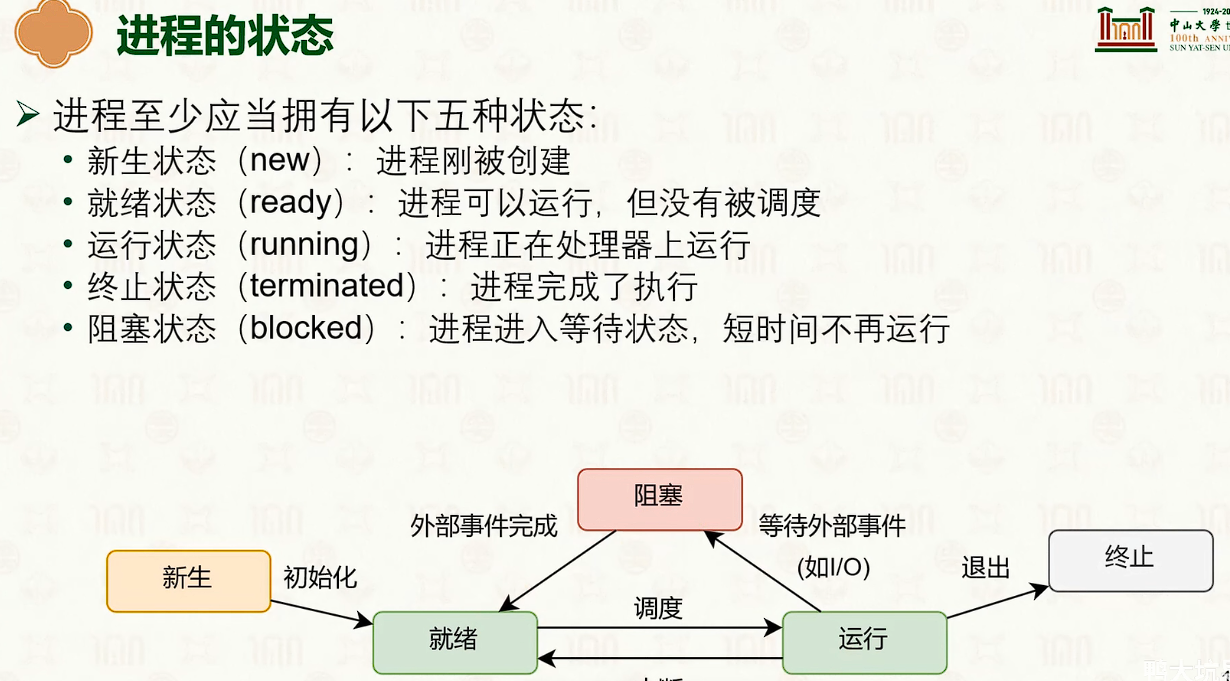 进程的状态
1924-20
中山大學
100th ANNI
SUN YAT-SEN U
进程至少应当拥有以下五种状态:
• 新生状态（new）: 进程刚被创建
• 就绪状态（ready）: 进程可以运行，但没有被调度
• 运行状态（running）: 进程正在处理器上运行
• 终止状态（terminated）: 进程完成了执行
• 阻塞状态（blocked）: 进程进入等待状态，短时间不再运行
阻塞
外部事件完成
等待外部事件
(如I/O)
新生
初始化
退出
终止
就绪
调度
运行